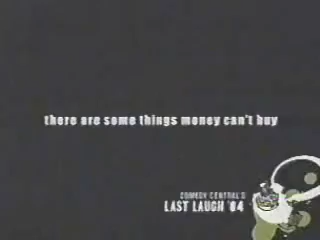 there are some things money can't buy
COMEDY CENTRAL'S
LAST LAUGH '04